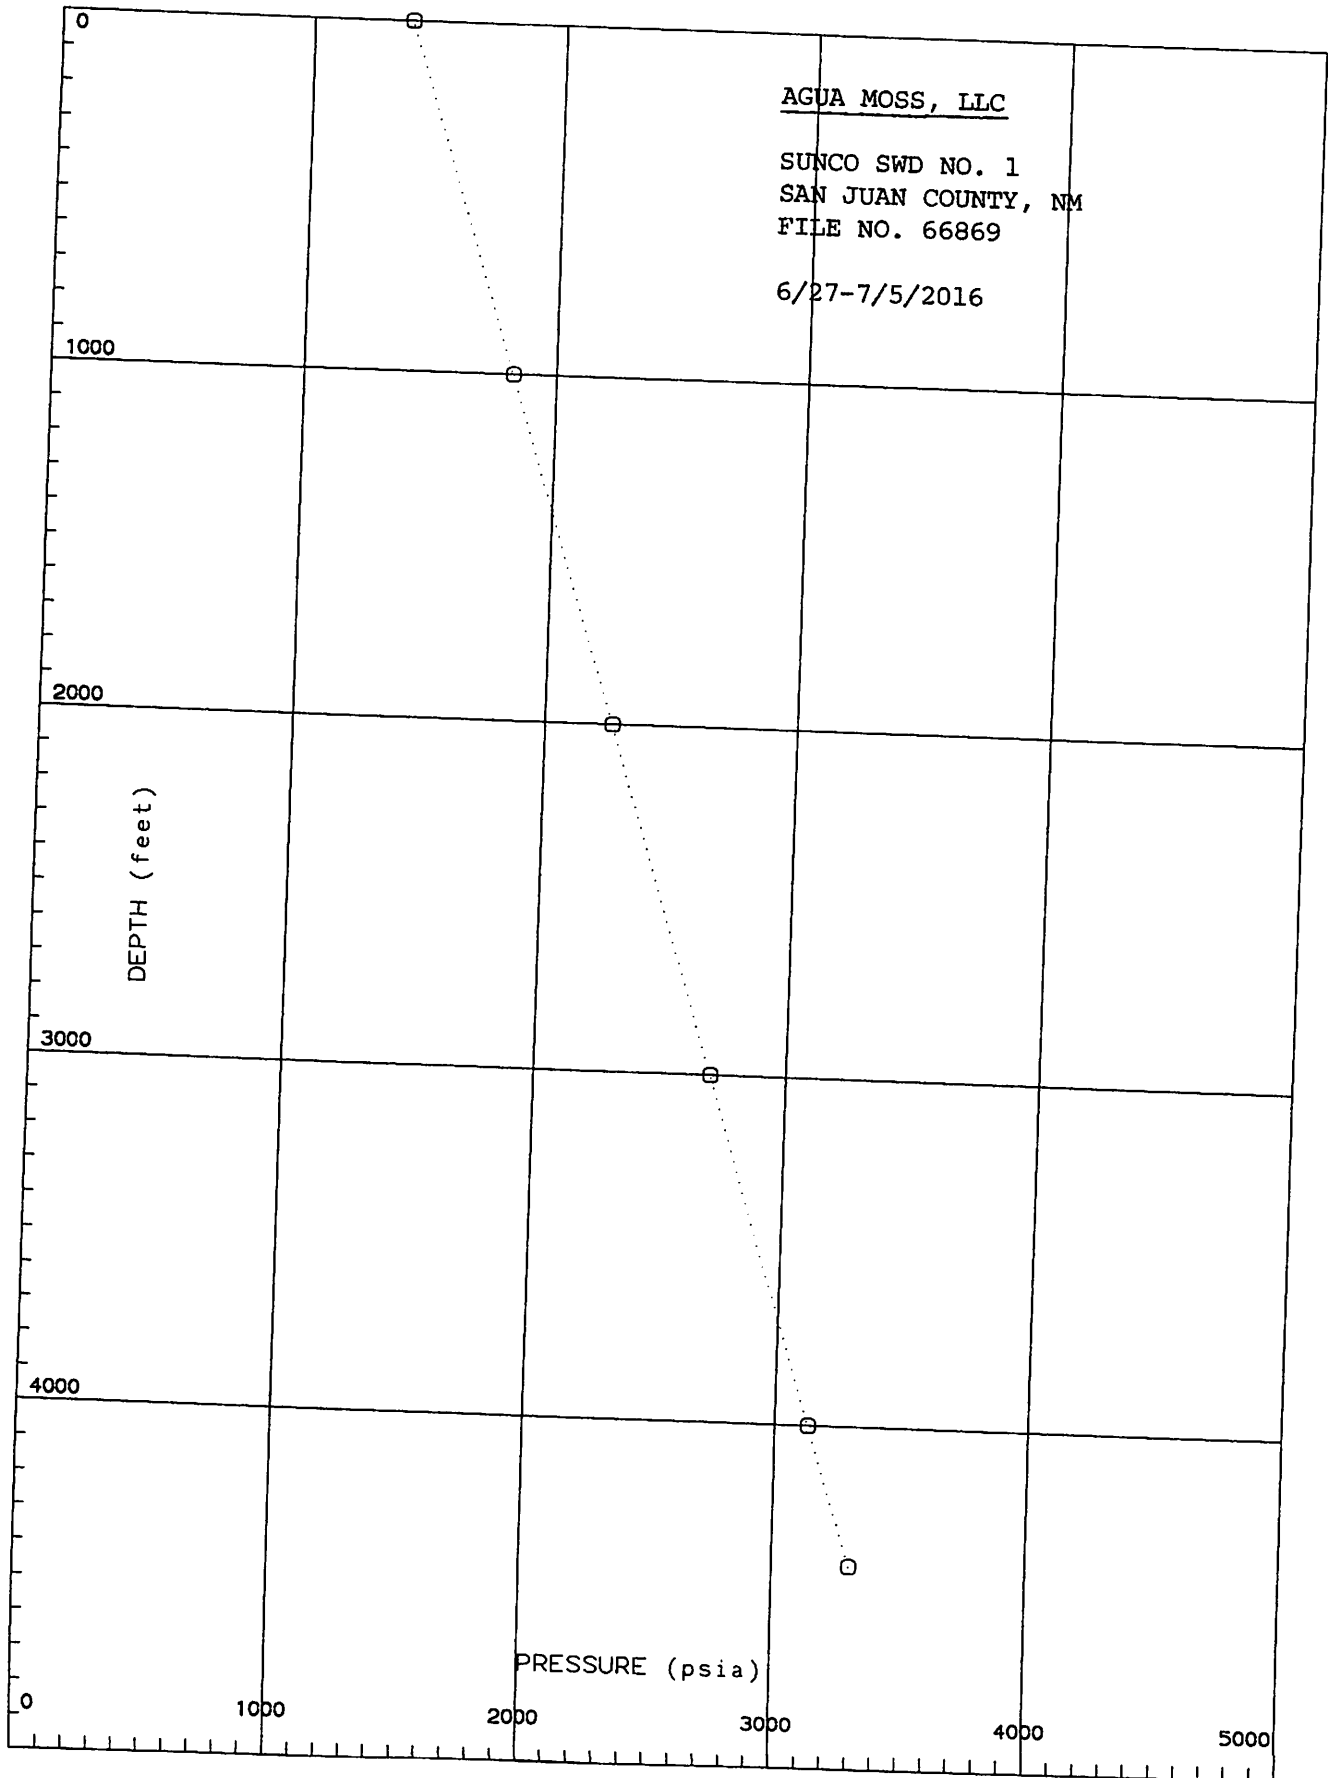 0
AGUA MOSS, LLC
SUNCO SWD NO. 1
SAN JUAN COUNTY, NM
FILE NO. 66869
6/27-7/5/2016
1000
2000
DEPTH (feet)
3000
4000
PRESSURE (psia)
0 1000 2000 3000 4000 5000